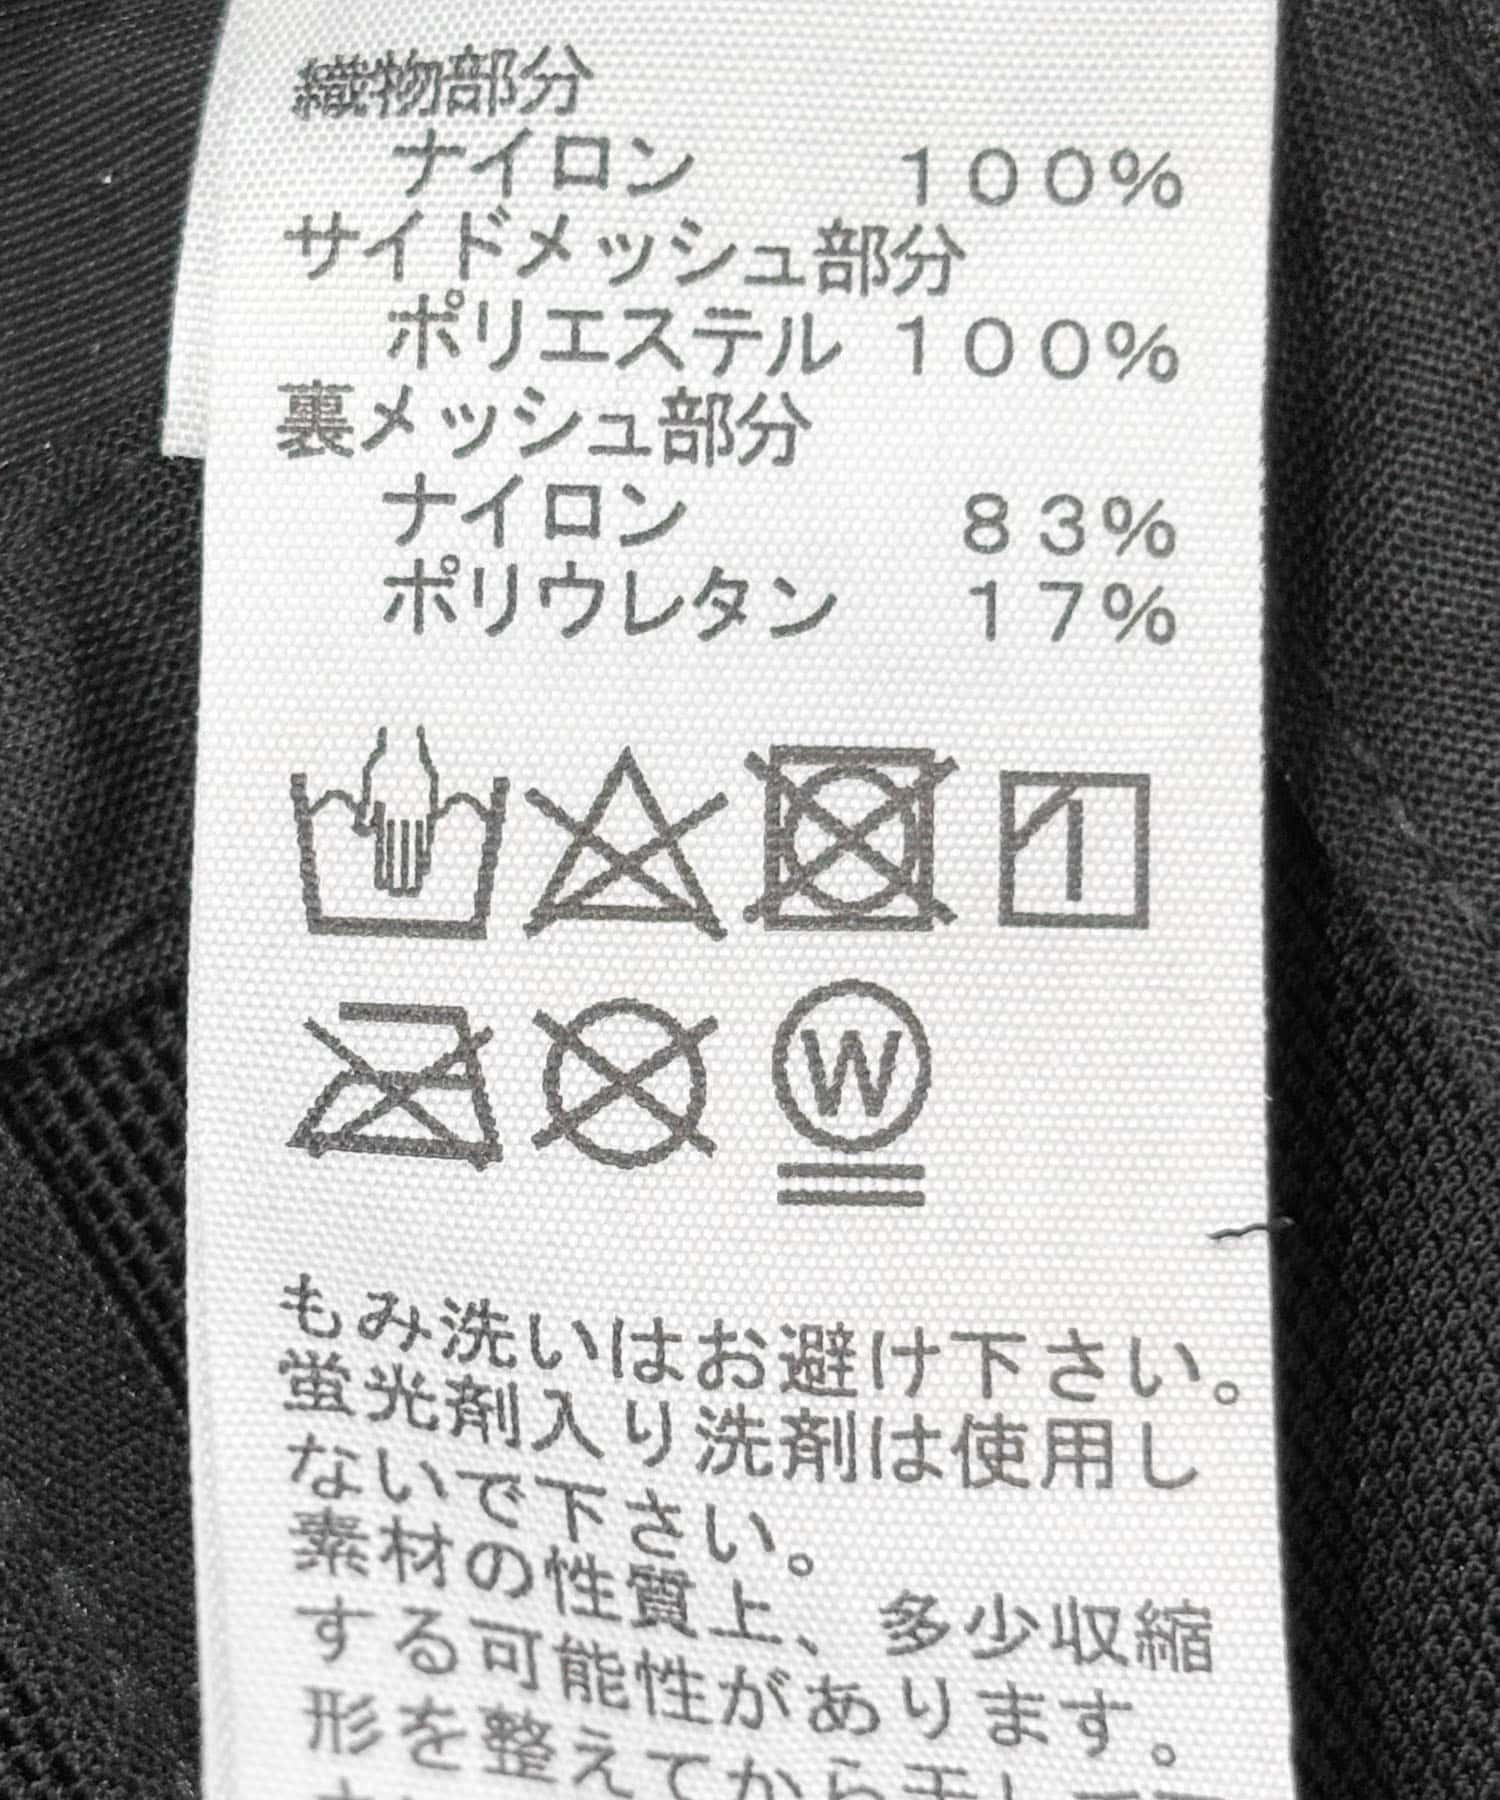 織物部分
ナイロン 100%
サイドメッシュ部分
ポリエステル 100%
裏メッシュ部分
ナイロン 83%
ポリウレタン 17%
W
もみ洗いはお避け下さい。
蛍光剤入り洗剤は使用し
ないで下さい。
素材の性質上、多少収縮
する可能性があります。
形を整えてから干して下